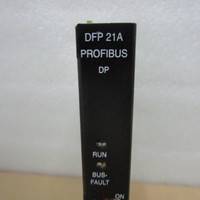 DFP 21A
PROFIBUS
DP
RUN
BUS-
FAULT
ON